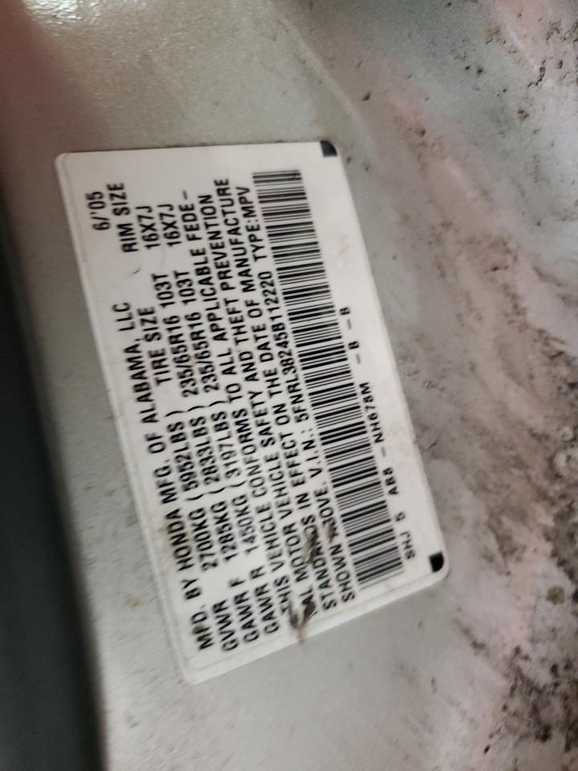 MFD. BY HONDA MFG. OF ALABAMA, LLC 6/'05
TIRE SIZE RIM SIZE
GVWR 2700KG ( 5952LBS )
GAWR F 1285KG ( 2833LBS ) 235/65R16 103T 16X7J
GAWR R 1450KG ( 3197LBS ) 235/65R16 103T 16X7J
THIS VEHICLE CONFORMS TO ALL APPLICABLE FEDE-
AL MOTOR VEHICLE SAFETY AND THEFT PREVENTION
STANDARDS IN EFFECT ON THE DATE OF MANUFACTURE
SHOWN OVE. V.I.N.: 5FNRL38245B112220 TYPE:MPV
SHJ 5 AB5 - NH678M - B - B